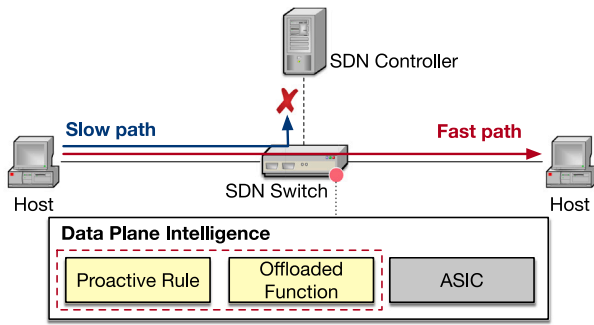 SDN Controller
Slow path
Fast path
Host
SDN Switch
Host
Data Plane Intelligence
Proactive Rule
Offloaded
Function
ASIC